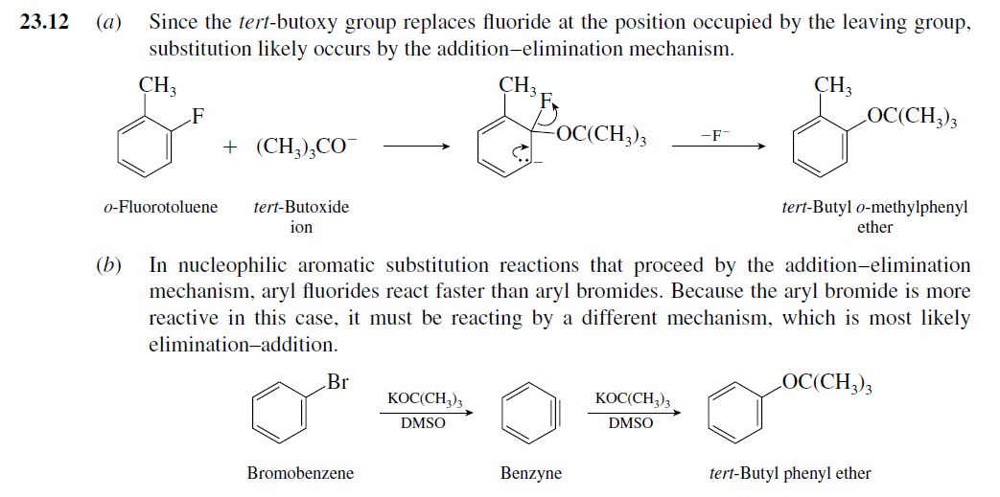 23.12 (a) Since the tert-butoxy group replaces fluoride at the position occupied by the leaving group,
substitution likely occurs by the addition–elimination mechanism.
CH₃ CH₃ CH₃
F F OC(CH₃)₃
+ (CH₃)₃CO⁻ OC(CH₃)₃ −F⁻
o-Fluorotoluene tert-Butoxide tert-Butyl o-methylphenyl
ion ether
(b) In nucleophilic aromatic substitution reactions that proceed by the addition–elimination
mechanism, aryl fluorides react faster than aryl bromides. Because the aryl bromide is more
reactive in this case, it must be reacting by a different mechanism, which is most likely
elimination–addition.
Br OC(CH₃)₃
KOC(CH₃)₃ KOC(CH₃)₃
DMSO DMSO
Bromobenzene Benzyne tert-Butyl phenyl ether